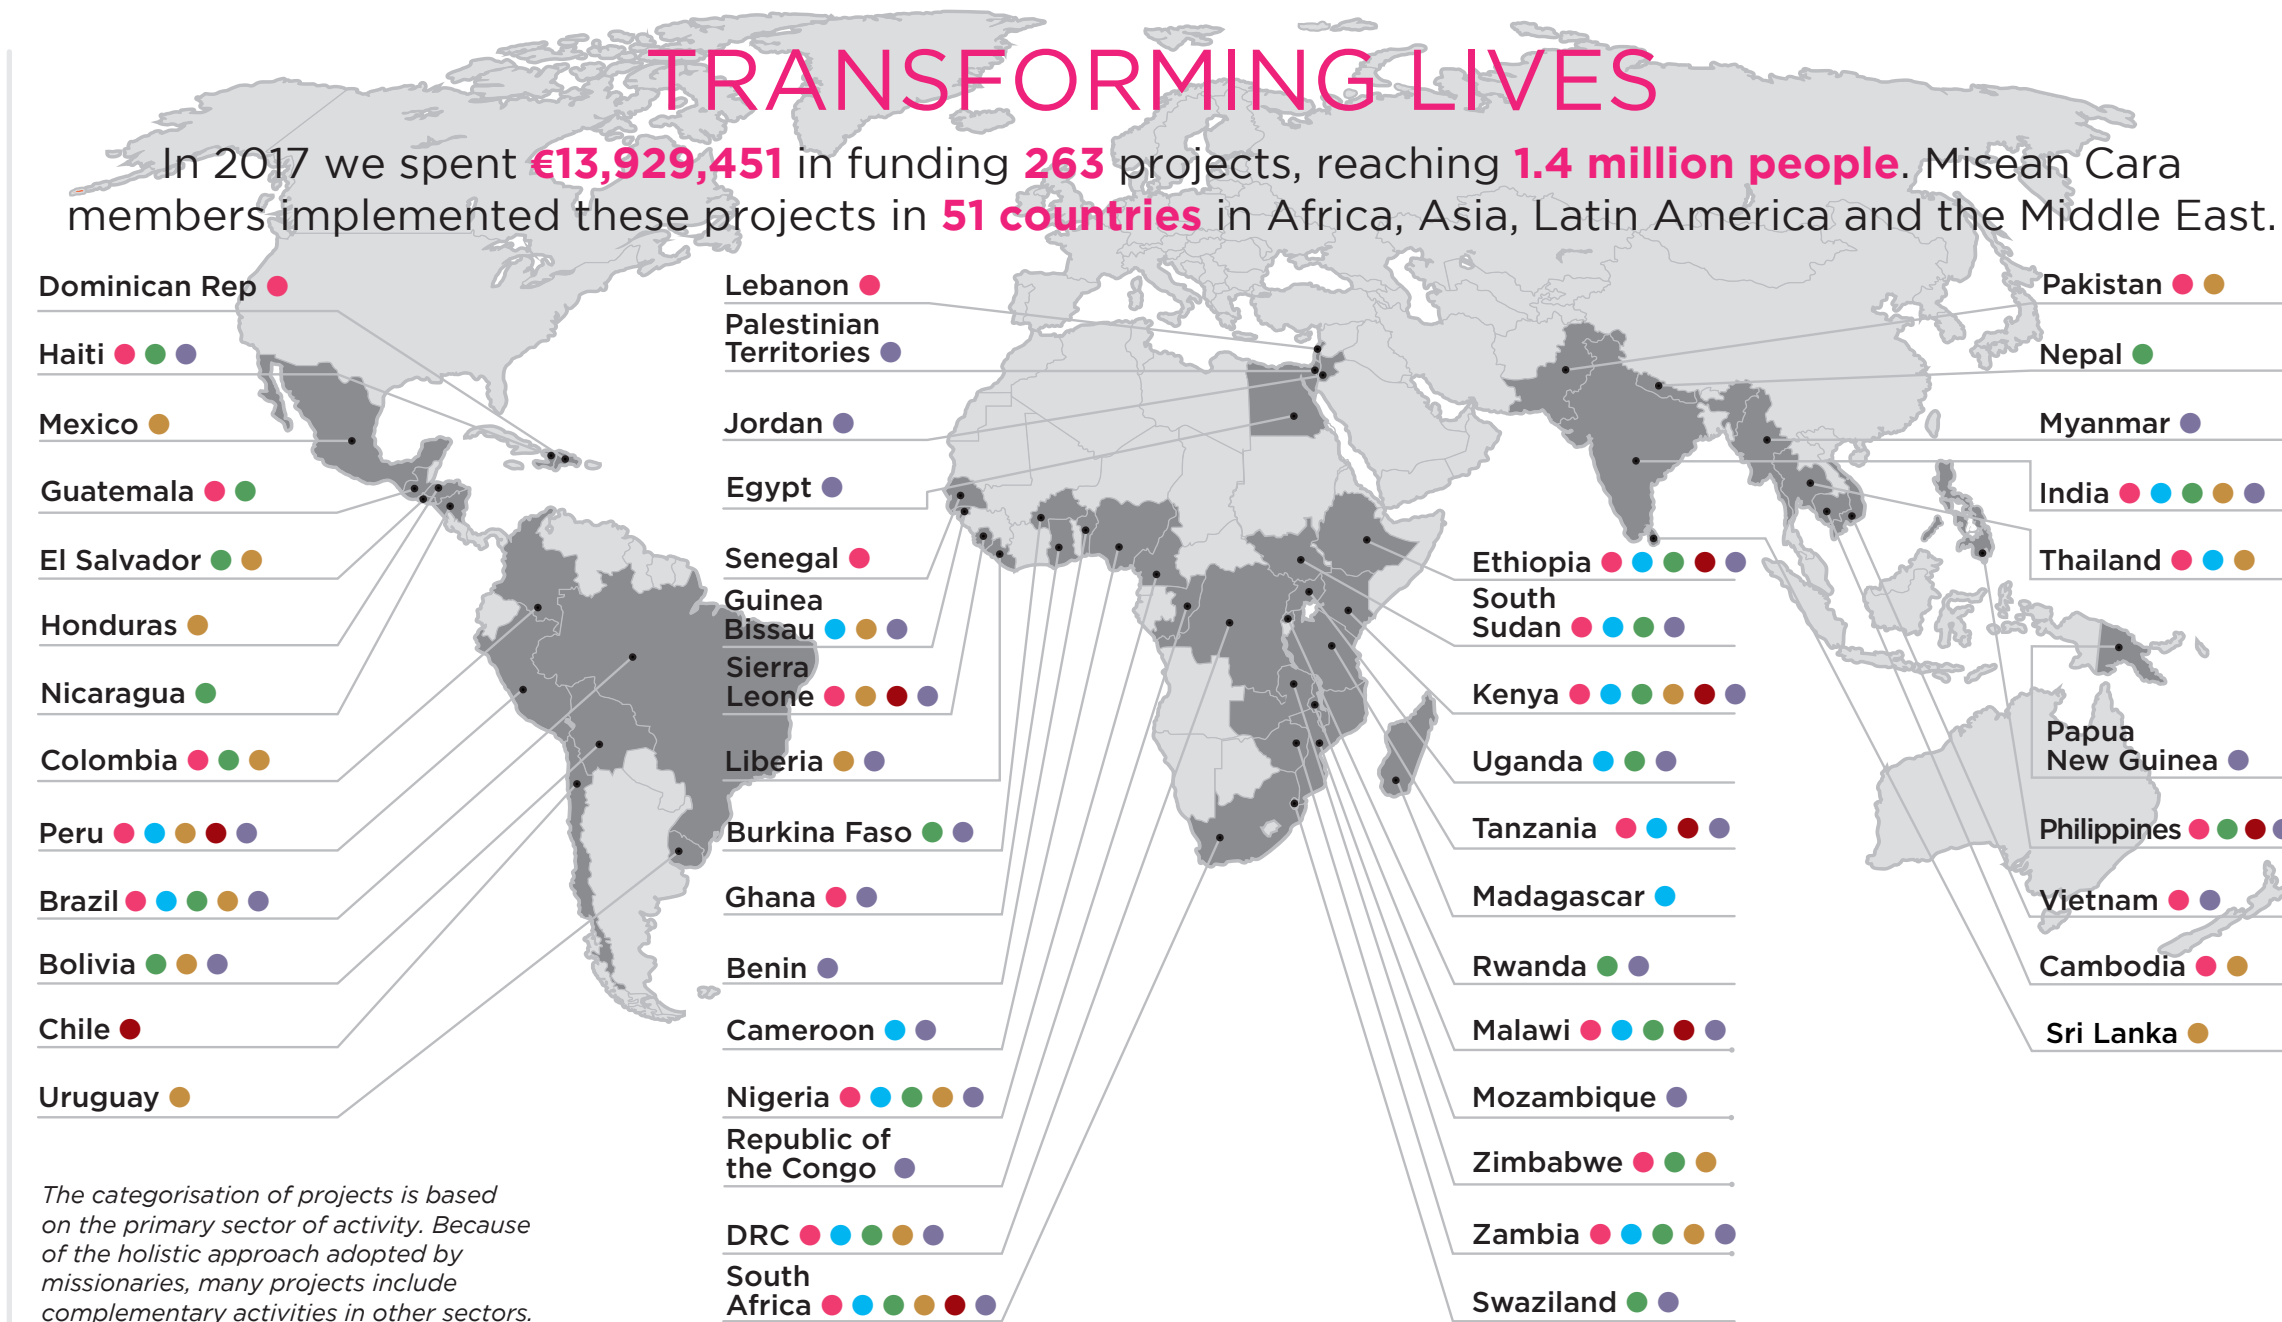 TRANSFORMING LIVES
In 2017 we spent €13,929,451 in funding 263 projects, reaching 1.4 million people. Misean Cara
members implemented these projects in 51 countries in Africa, Asia, Latin America and the Middle East.
Dominican Rep
Haiti
Mexico
Guatemala
El Salvador
Honduras
Nicaragua
Colombia
Peru
Brazil
Bolivia
Chile
Uruguay
The categorisation of projects is based
on the primary sector of activity. Because
of the holistic approach adopted by
missionaries, many projects include
complementary activities in other sectors.
Lebanon
Palestinian
Territories
Jordan
Egypt
Senegal
Guinea
Bissau
Sierra
Leone
Liberia
Burkina Faso
Ghana
Benin
Cameroon
Nigeria
Republic of
the Congo
DRC
South
Africa
Ethiopia
South
Sudan
Kenya
Uganda
Tanzania
Madagascar
Rwanda
Malawi
Mozambique
Zimbabwe
Zambia
Swaziland
Pakistan
Nepal
Myanmar
India
Thailand
Papua
New Guinea
Philippines
Vietnam
Cambodia
Sri Lanka